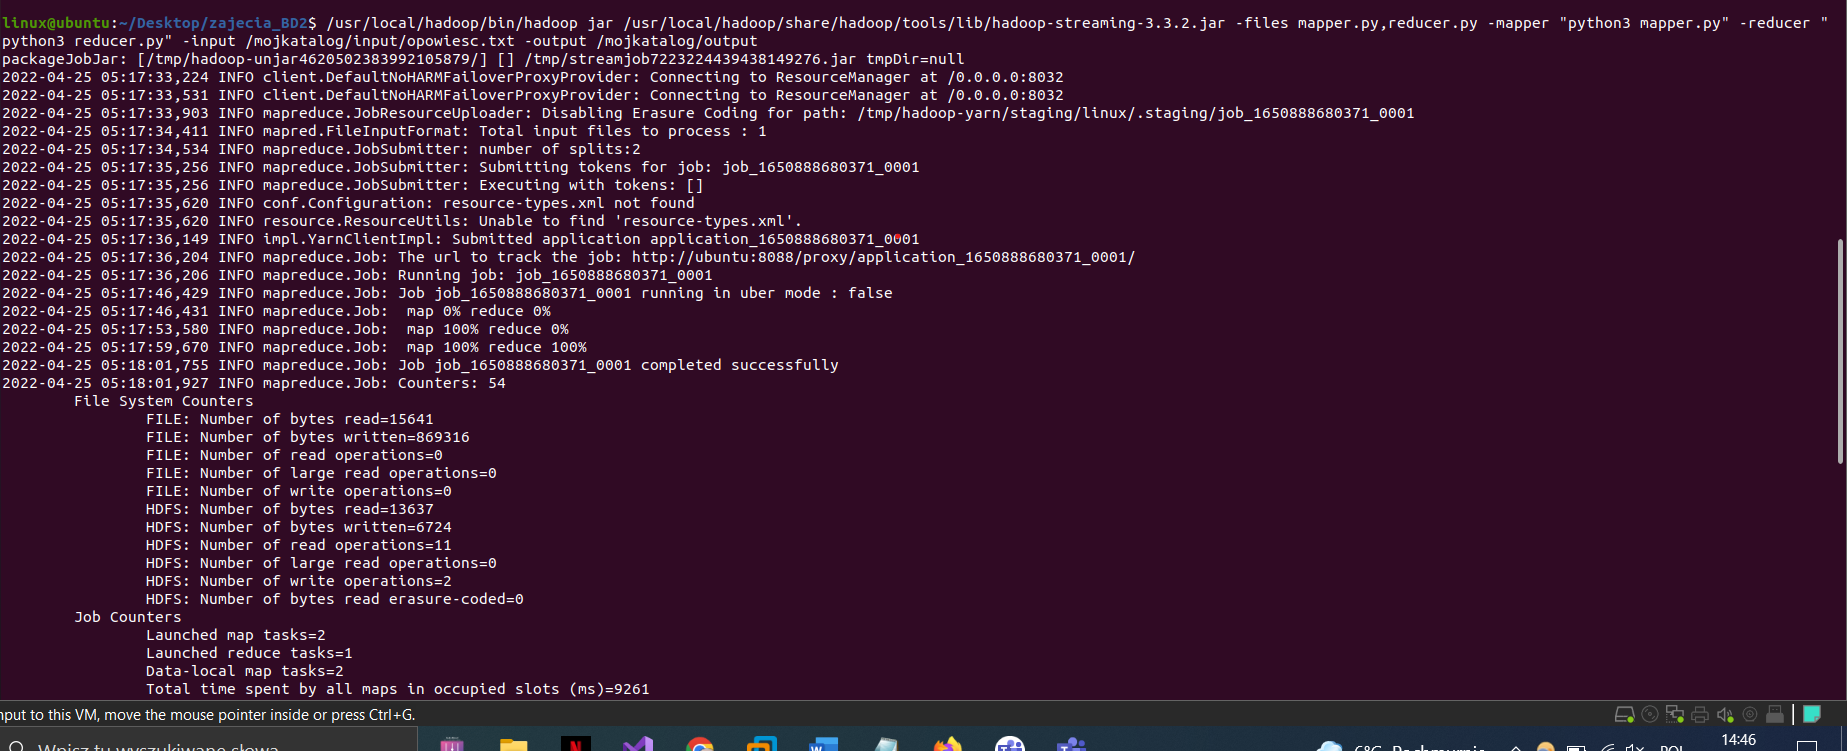 linux@ubuntu:~/Desktop/zajecia_BD2$ /usr/local/hadoop/bin/hadoop jar /usr/local/hadoop/share/hadoop/tools/lib/hadoop-streaming-3.3.2.jar -files mapper.py,reducer.py -mapper "python3 mapper.py" -reducer "
python3 reducer.py" -input /mojkatalog/input/opowiesc.txt -output /mojkatalog/output
packageJobJar: [/tmp/hadoop-unjar4620502383992105879/] [] /tmp/streamjob7223224439438149276.jar tmpDir=null
2022-04-25 05:17:33,224 INFO client.DefaultNoHARMFailoverProxyProvider: Connecting to ResourceManager at /0.0.0.0:8032
2022-04-25 05:17:33,531 INFO client.DefaultNoHARMFailoverProxyProvider: Connecting to ResourceManager at /0.0.0.0:8032
2022-04-25 05:17:33,903 INFO mapreduce.JobResourceUploader: Disabling Erasure Coding for path: /tmp/hadoop-yarn/staging/linux/.staging/job_1650888680371_0001
2022-04-25 05:17:34,411 INFO mapred.FileInputFormat: Total input files to process : 1
2022-04-25 05:17:34,534 INFO mapreduce.JobSubmitter: number of splits:2
2022-04-25 05:17:35,256 INFO mapreduce.JobSubmitter: Submitting tokens for job: job_1650888680371_0001
2022-04-25 05:17:35,256 INFO mapreduce.JobSubmitter: Executing with tokens: []
2022-04-25 05:17:35,620 INFO conf.Configuration: resource-types.xml not found
2022-04-25 05:17:35,620 INFO resource.ResourceUtils: Unable to find 'resource-types.xml'.
2022-04-25 05:17:36,149 INFO impl.YarnClientImpl: Submitted application application_1650888680371_0001
2022-04-25 05:17:36,204 INFO mapreduce.Job: The url to track the job: http://ubuntu:8088/proxy/application_1650888680371_0001/
2022-04-25 05:17:36,206 INFO mapreduce.Job: Running job: job_1650888680371_0001
2022-04-25 05:17:46,429 INFO mapreduce.Job: Job job_1650888680371_0001 running in uber mode : false
2022-04-25 05:17:46,431 INFO mapreduce.Job:  map 0% reduce 0%
2022-04-25 05:17:53,580 INFO mapreduce.Job:  map 100% reduce 0%
2022-04-25 05:17:59,670 INFO mapreduce.Job:  map 100% reduce 100%
2022-04-25 05:18:01,755 INFO mapreduce.Job: Job job_1650888680371_0001 completed successfully
2022-04-25 05:18:01,927 INFO mapreduce.Job: Counters: 54
File System Counters
FILE: Number of bytes read=15641
FILE: Number of bytes written=869316
FILE: Number of read operations=0
FILE: Number of large read operations=0
FILE: Number of write operations=0
HDFS: Number of bytes read=13637
HDFS: Number of bytes written=6724
HDFS: Number of read operations=11
HDFS: Number of large read operations=0
HDFS: Number of write operations=2
HDFS: Number of bytes read erasure-coded=0
Job Counters
Launched map tasks=2
Launched reduce tasks=1
Data-local map tasks=2
Total time spent by all maps in occupied slots (ms)=9261
nput to this VM, move the mouse pointer inside or press Ctrl+G.
Wpisz tu wyszukiwane słowa
6°C Pochmurnie POL
14:46